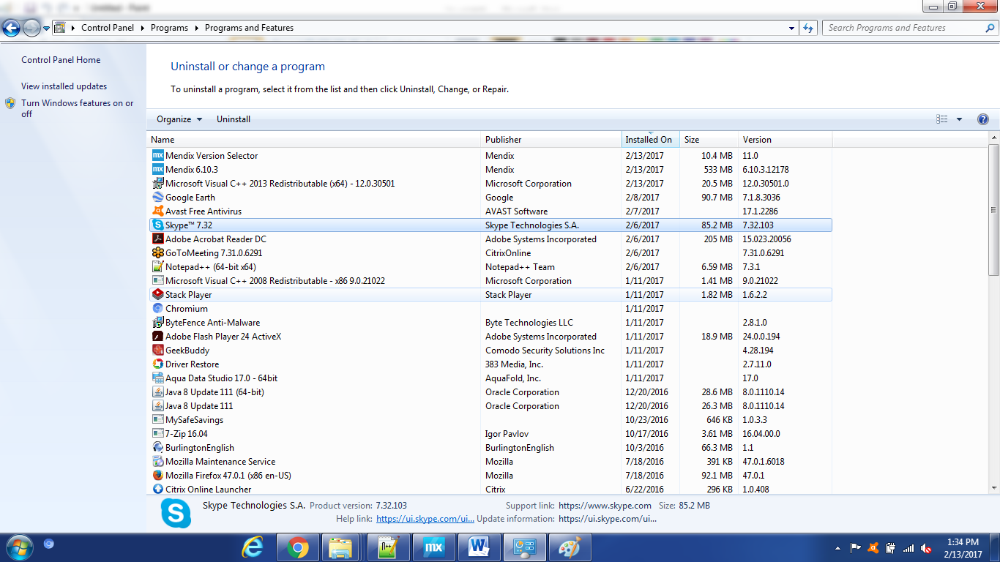 Control Panel Programs Programs and Features Search Programs and Features
Control Panel Home
View installed updates
Turn Windows features on or
off
Uninstall or change a program
To uninstall a program, select it from the list and then click Uninstall, Change, or Repair.
Organize Uninstall
Name Publisher Installed On Size Version
Mendix Version Selector Mendix 2/13/2017 10.4 MB 11.0
Mendix 6.10.3 Mendix 2/13/2017 533 MB 6.10.3.12178
Microsoft Visual C++ 2013 Redistributable (x64) - 12.0.30501 Microsoft Corporation 2/13/2017 20.5 MB 12.0.30501.0
Google Earth Google 2/8/2017 90.7 MB 7.1.8.3036
Avast Free Antivirus AVAST Software 2/7/2017 17.1.2286
Skype™ 7.32 Skype Technologies S.A. 2/6/2017 85.2 MB 7.32.103
Adobe Acrobat Reader DC Adobe Systems Incorporated 2/6/2017 205 MB 15.023.20056
GoToMeeting 7.31.0.6291 CitrixOnline 2/6/2017 7.31.0.6291
Notepad++ (64-bit x64) Notepad++ Team 2/6/2017 6.59 MB 7.3.1
Microsoft Visual C++ 2008 Redistributable - x86 9.0.21022 Microsoft Corporation 1/11/2017 1.41 MB 9.0.21022
Stack Player Stack Player 1/11/2017 1.82 MB 1.6.2.2
Chromium 1/11/2017
ByteFence Anti-Malware Byte Technologies LLC 1/11/2017 2.8.1.0
Adobe Flash Player 24 ActiveX Adobe Systems Incorporated 1/11/2017 18.9 MB 24.0.0.194
GeekBuddy Comodo Security Solutions Inc 1/11/2017 4.28.194
Driver Restore 383 Media, Inc. 1/11/2017 2.7.11.0
Aqua Data Studio 17.0 - 64bit AquaFold, Inc. 1/11/2017 17.0
Java 8 Update 111 (64-bit) Oracle Corporation 12/20/2016 28.6 MB 8.0.1110.14
Java 8 Update 111 Oracle Corporation 12/20/2016 26.3 MB 8.0.1110.14
MySafeSavings 10/23/2016 646 KB 1.0.3.3
7-Zip 16.04 Igor Pavlov 10/17/2016 3.61 MB 16.04.00.0
BurlingtonEnglish BurlingtonEnglish 10/3/2016 66.3 MB 1.1
Mozilla Maintenance Service Mozilla 7/18/2016 391 KB 47.0.1.6018
Mozilla Firefox 47.0.1 (x86 en-US) Mozilla 7/18/2016 92.1 MB 47.0.1
Citrix Online Launcher Citrix 6/22/2016 296 KB 1.0.408
Skype Technologies S.A. Product version: 7.32.103 Support link: https://www.skype.com Size: 85.2 MB
Help link: https://ui.skype.com/ui... Update information: https://ui.skype.com/ui...
1:34 PM
2/13/2017